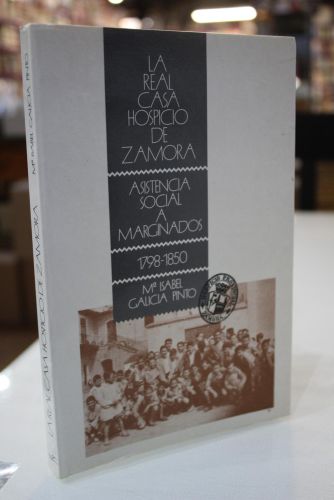 LA
REAL
CASA
HOSPICIO
DE
ZAMORA
ASISTENCIA
SOCIAL
A
MARGINADOS
1798-1850
Mª ISABEL
GALICIA PINTO
Mª ISABEL GALICIA PINTO
LA REAL CASA HOSPICIO DE ZAMORA